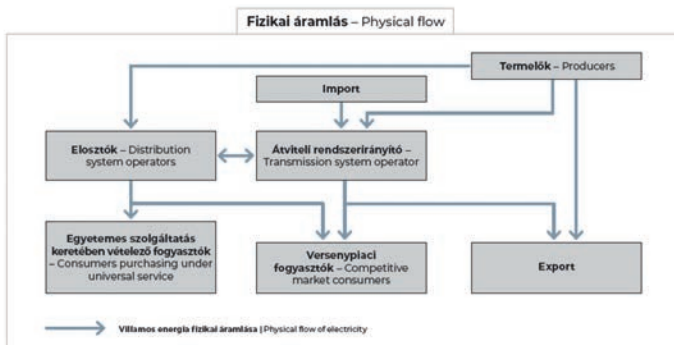 Fizikai áramlás – Physical flow
Termelők – Producers
Import
Elosztók – Distribution
system operators
Átviteli rendszerirányító –
Transmission system operator
Egyetemes szolgáltatás
keretében vételező fogyasztók
– Consumers purchasing under
universal service
Versenypiaci
fogyasztók – Competitive
market consumers
Export
Villamos energia fizikai áramlása | Physical flow of electricity